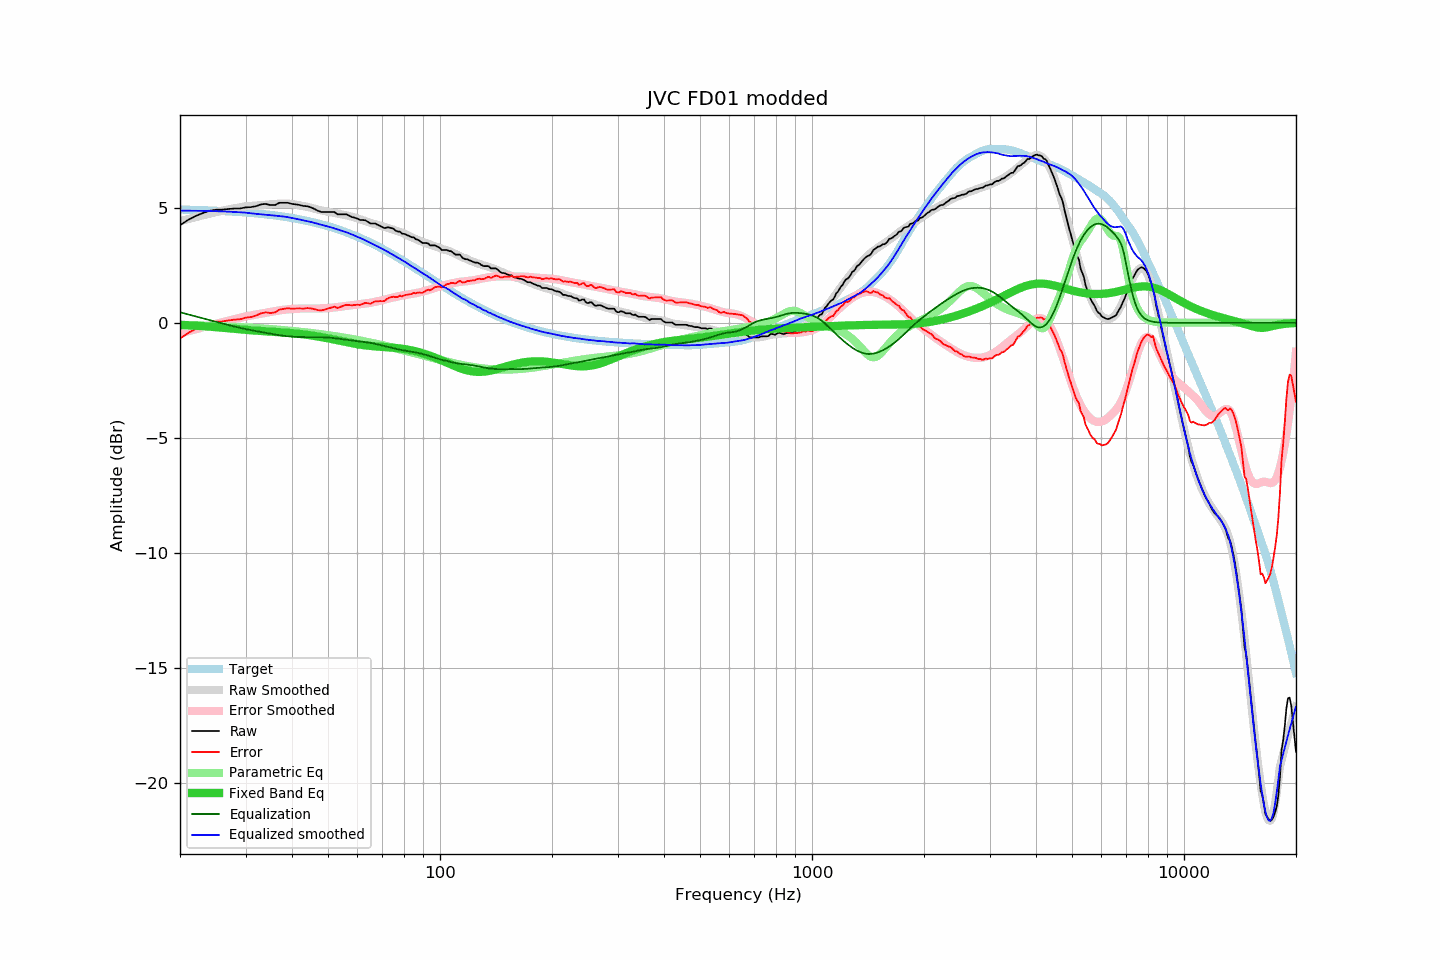 JVC FD01 modded
Amplitude (dBr)
5
0
−5
−10
−15
−20
Target
Raw Smoothed
Error Smoothed
Raw
Error
Parametric Eq
Fixed Band Eq
Equalization
Equalized smoothed
100
1000
10000
Frequency (Hz)